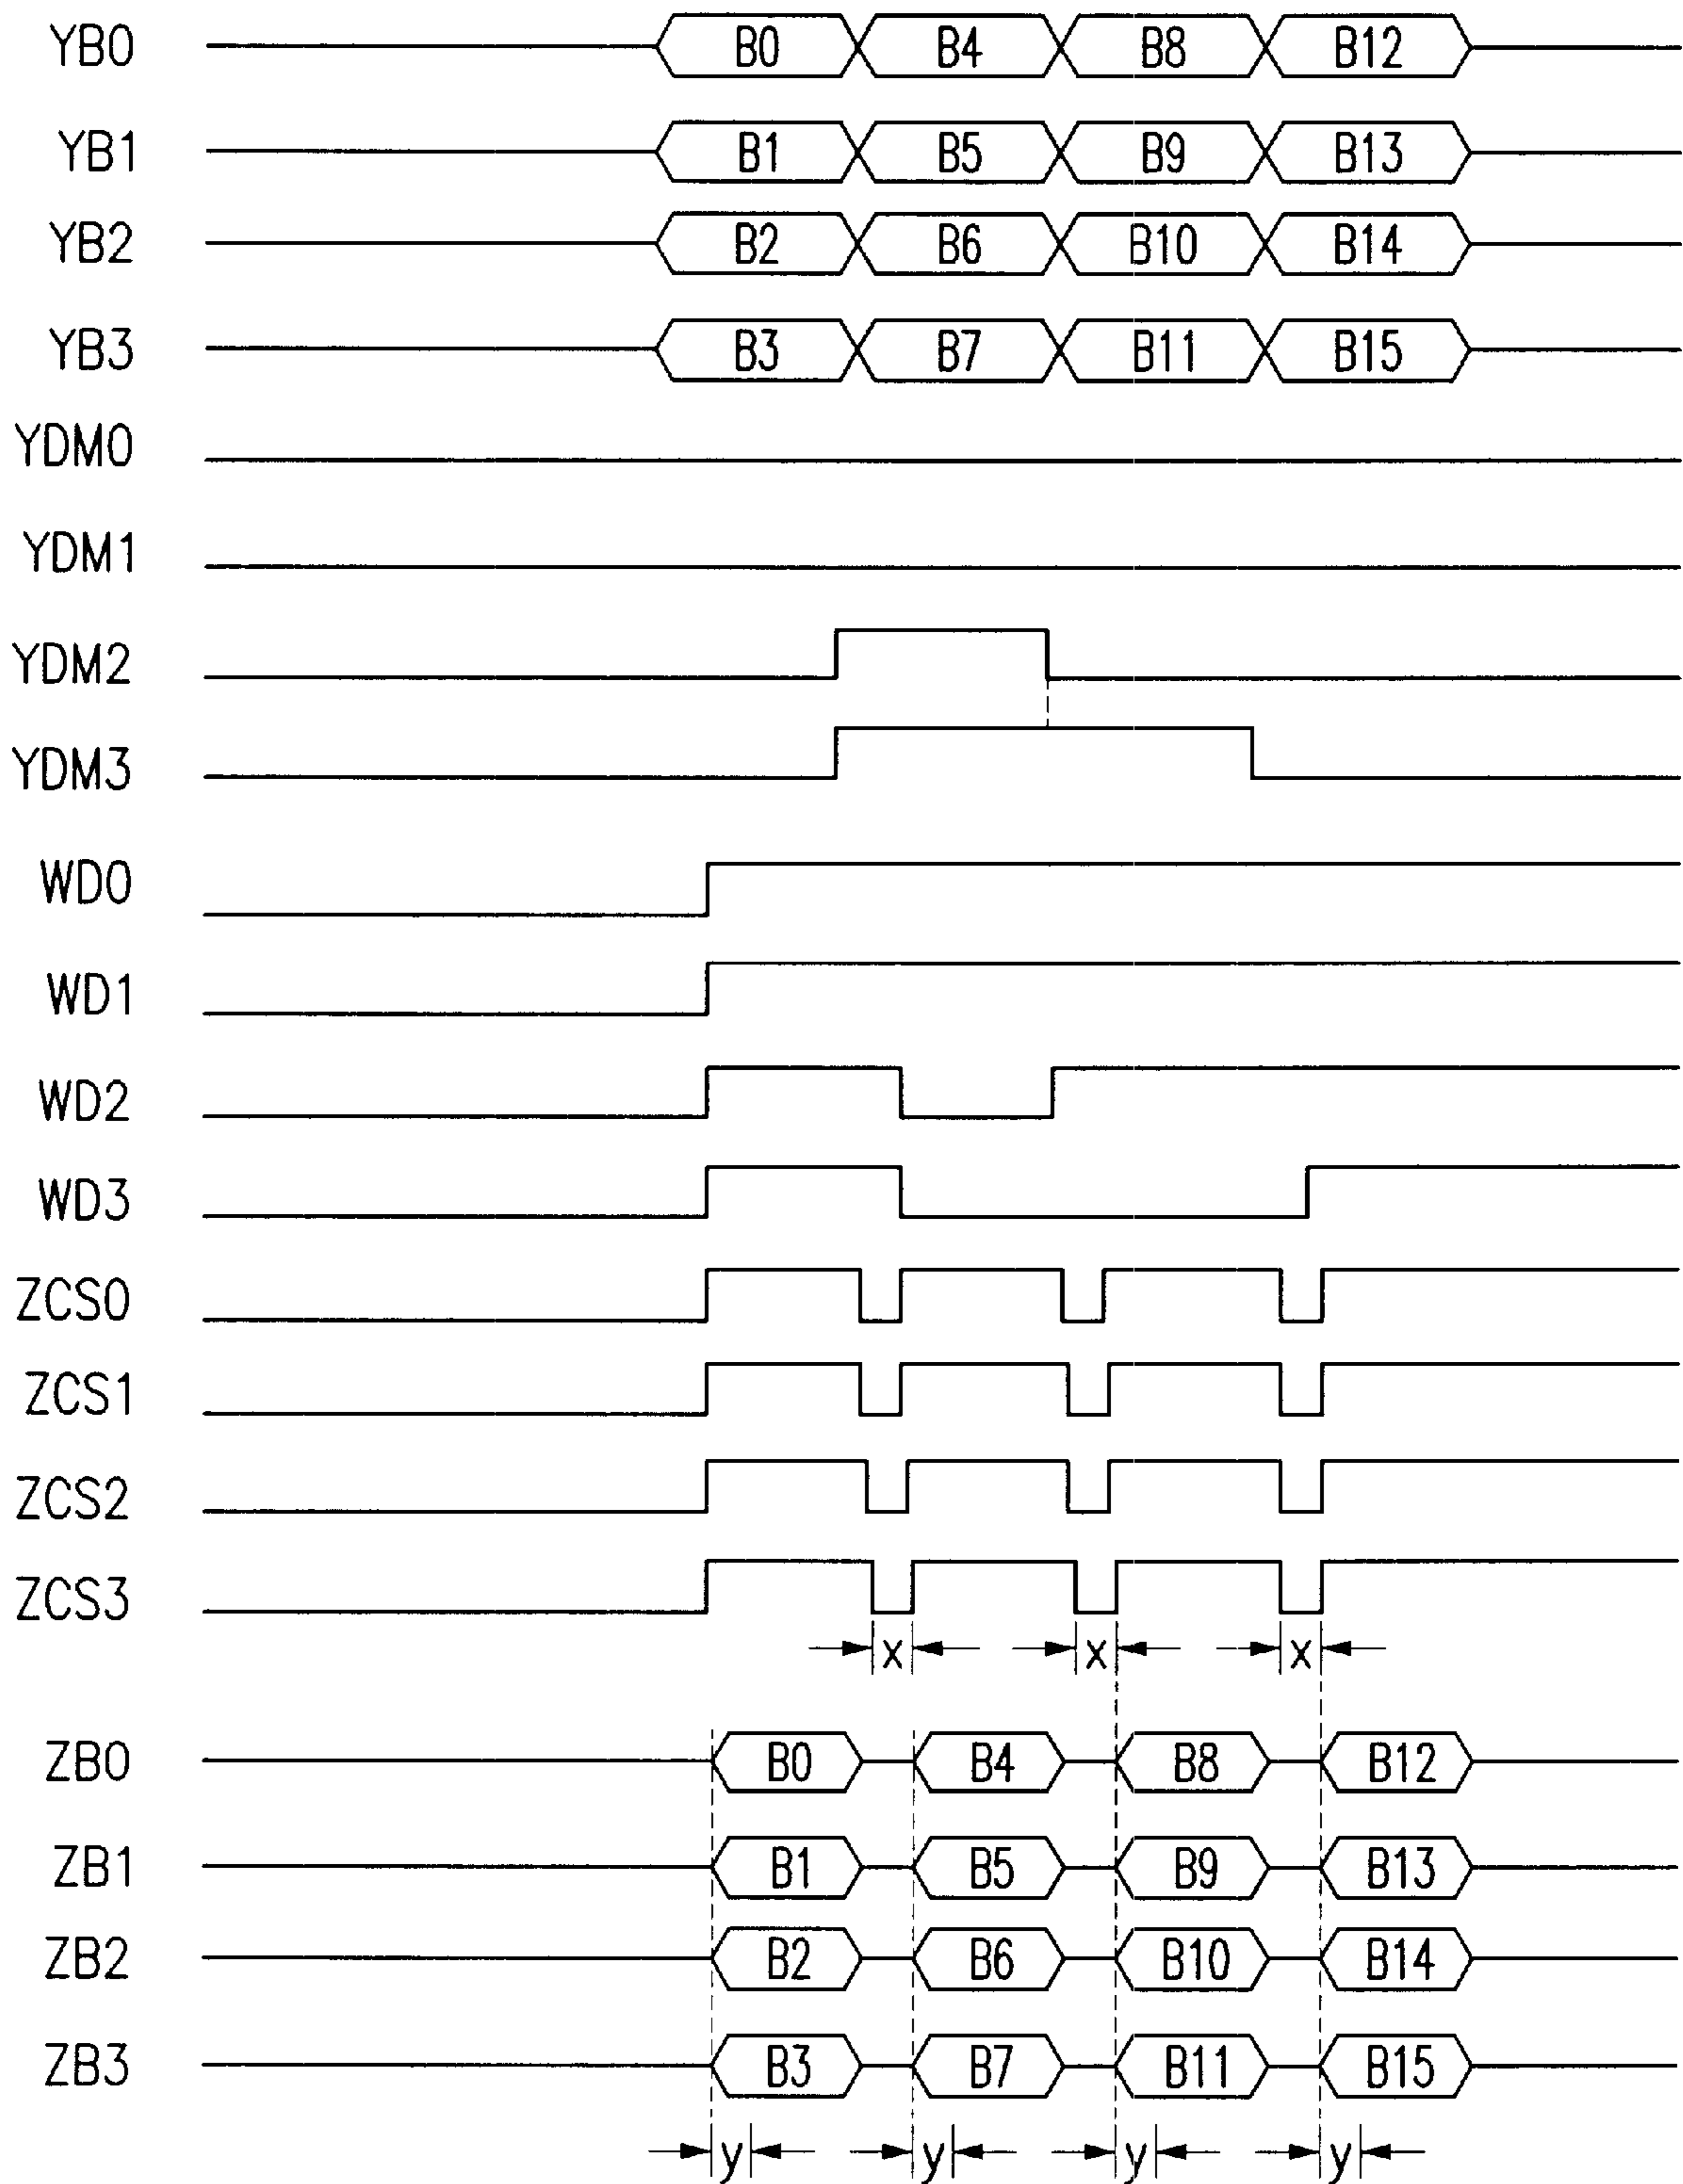 YB0 B0 B4 B8 B12
YB1 B1 B5 B9 B13
YB2 B2 B6 B10 B14
YB3 B3 B7 B11 B15
YDM0
YDM1
YDM2
YDM3
WD0
WD1
WD2
WD3
ZCS0
ZCS1
ZCS2
ZCS3
x x x
ZB0 B0 B4 B8 B12
ZB1 B1 B5 B9 B13
ZB2 B2 B6 B10 B14
ZB3 B3 B7 B11 B15
y y y y